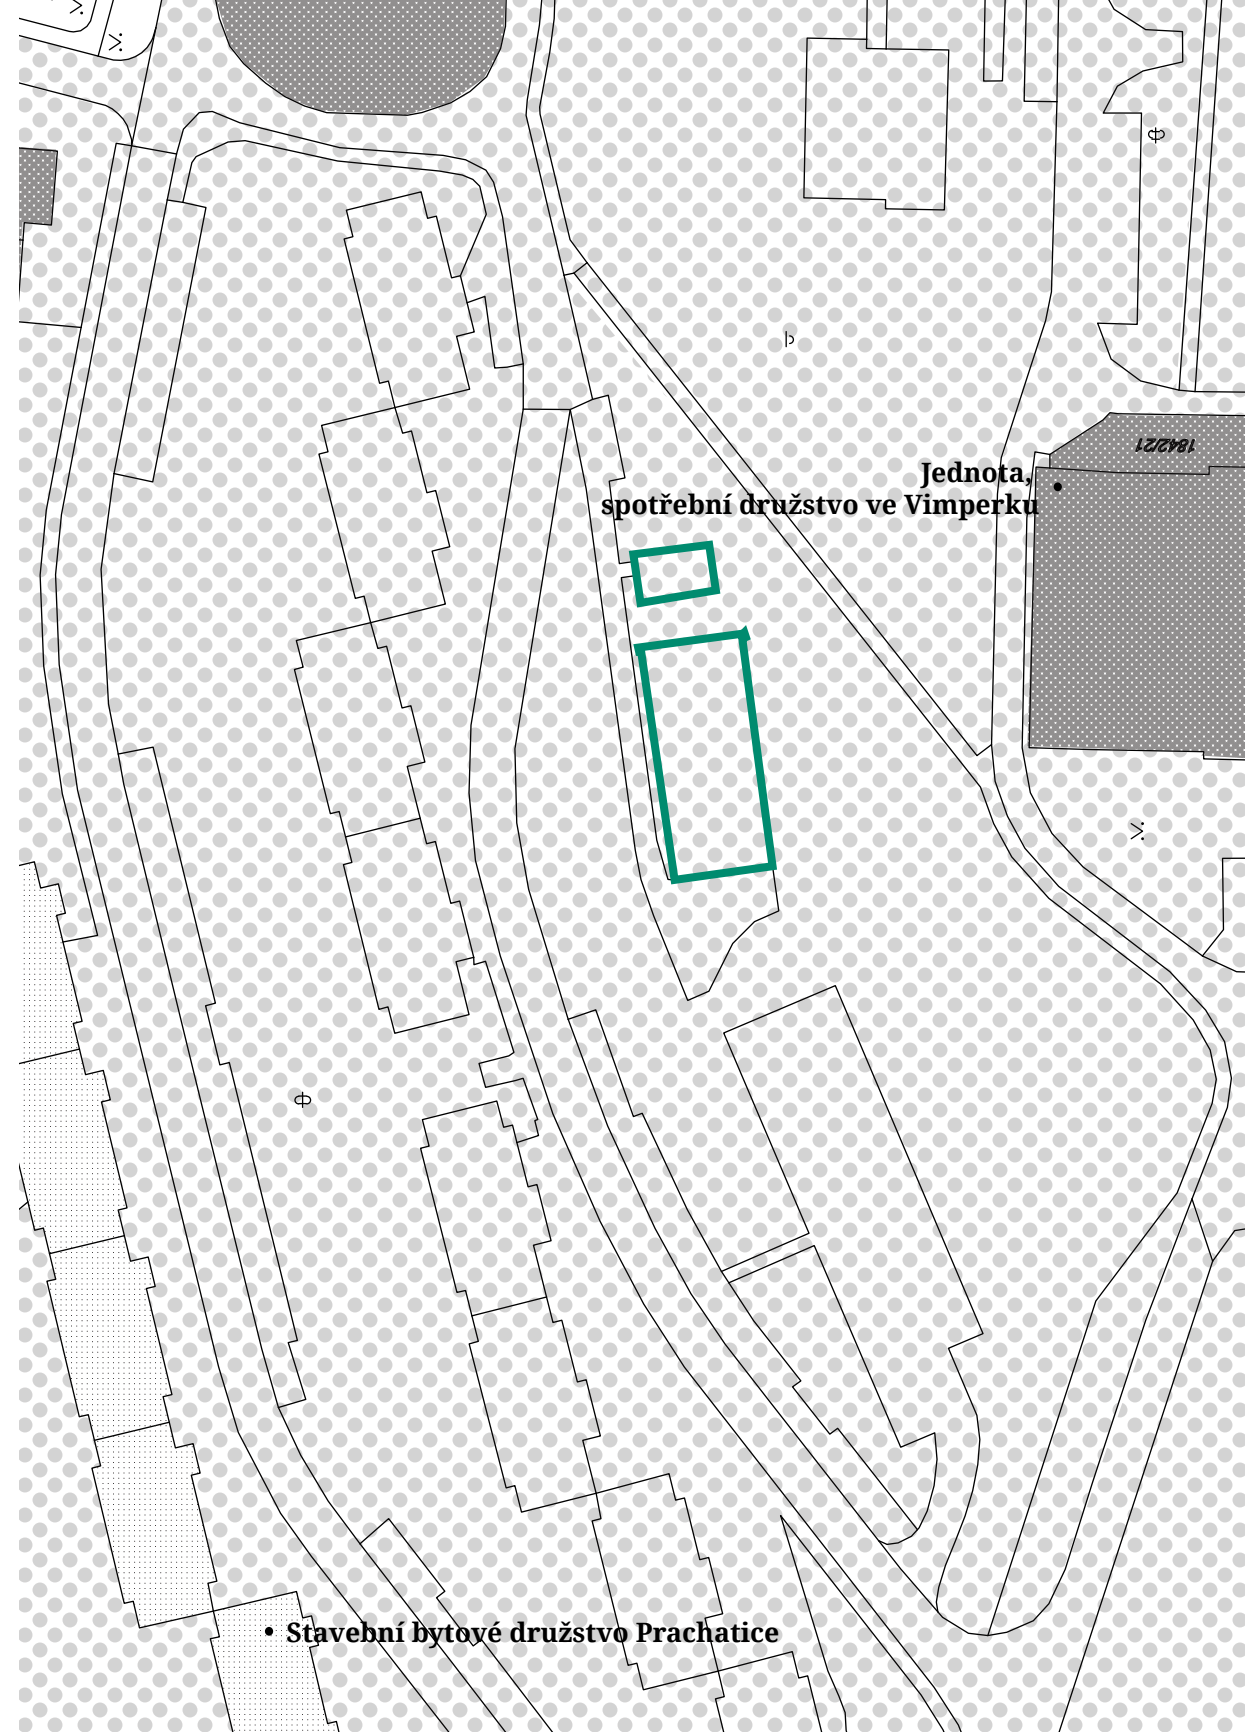 1842/21
Jednota,
spotřební družstvo ve Vimperku
Stavební bytové družstvo Prachatice